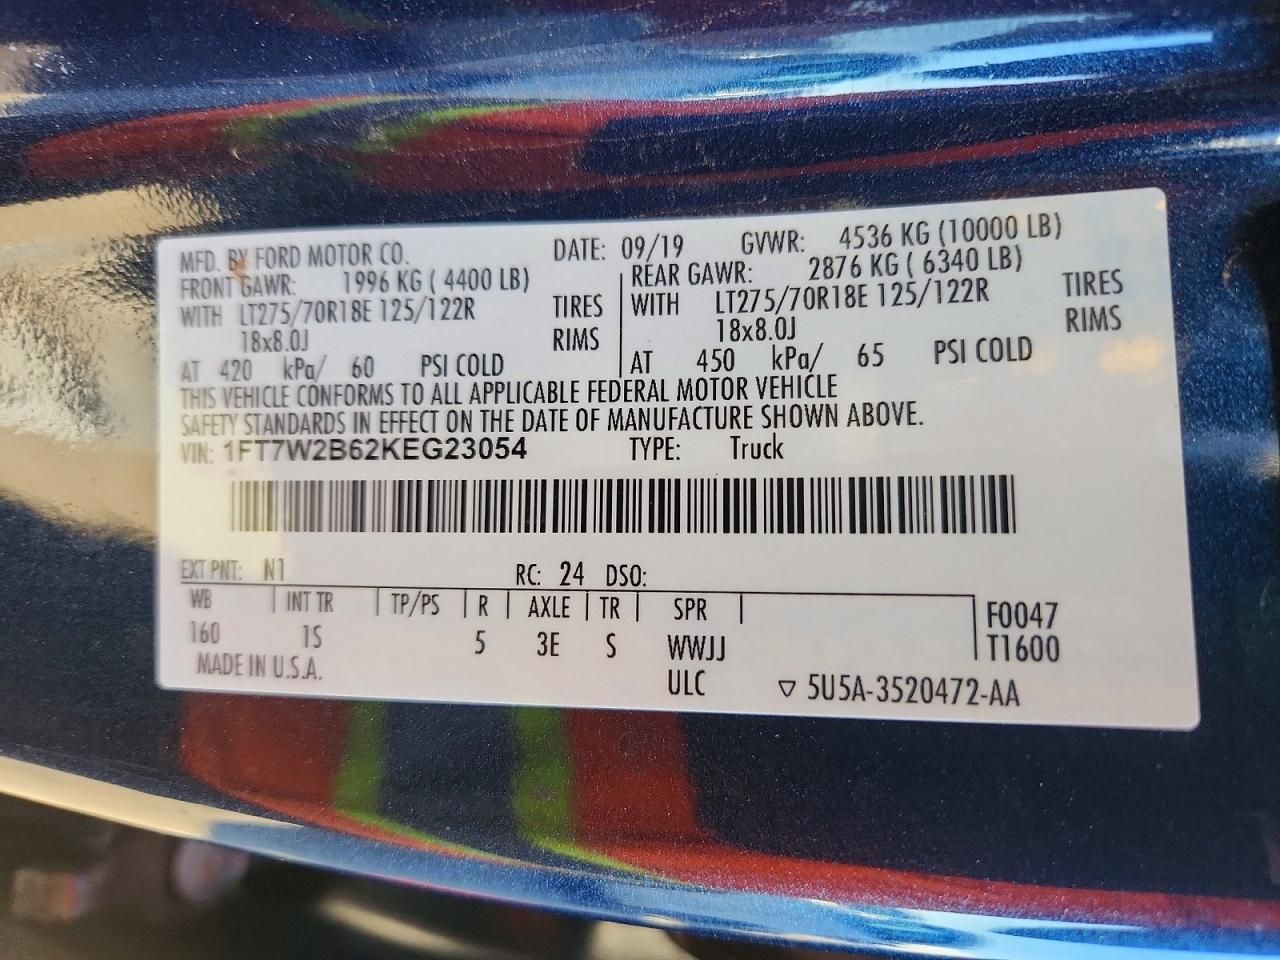 MFD. BY FORD MOTOR CO. DATE: 09/19 GVWR: 4536 KG (10000 LB)
FRONT GAWR: 1996 KG ( 4400 LB) REAR GAWR: 2876 KG ( 6340 LB)
WITH LT275/70R18E 125/122R TIRES WITH LT275/70R18E 125/122R TIRES
18x8.0J RIMS 18x8.0J RIMS
AT 420 kPa/ 60 PSI COLD AT 450 kPa/ 65 PSI COLD
THIS VEHICLE CONFORMS TO ALL APPLICABLE FEDERAL MOTOR VEHICLE
SAFETY STANDARDS IN EFFECT ON THE DATE OF MANUFACTURE SHOWN ABOVE.
VIN: 1FT7W2B62KEG23054 TYPE: Truck
EXT PNT: N1 RC: 24 DSO:
WB INT TR TP/PS R AXLE TR SPR F0047
160 1S 5 3E S WWJJ T1600
MADE IN U.S.A. ULC ▽ 5U5A-3520472-AA